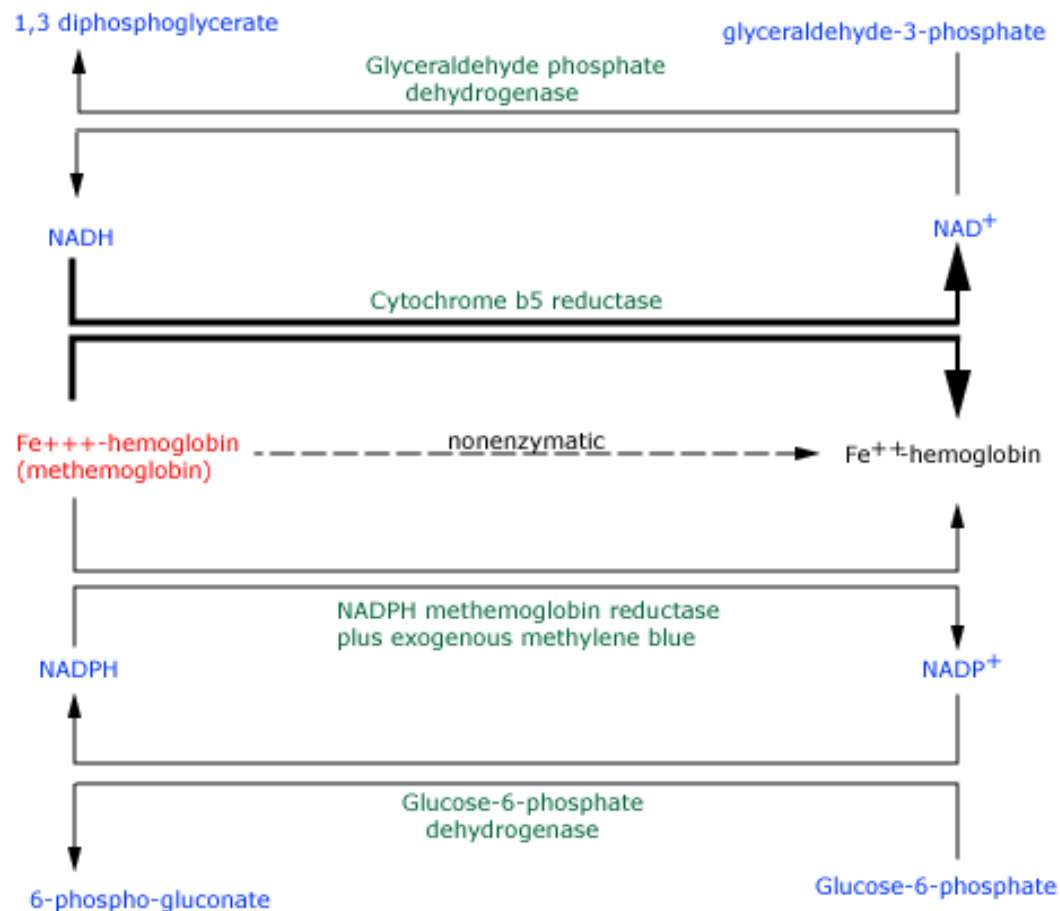 1,3 diphosphoglycerate
glyceraldehyde-3-phosphate
Glyceraldehyde phosphate
dehydrogenase
NADH
NAD+
Cytochrome b5 reductase
Fe+++-hemoglobin
(methemoglobin)
nonenzymatic
Fe++-hemoglobin
NADPH methemoglobin reductase
plus exogenous methylene blue
NADPH
NADP+
Glucose-6-phosphate
dehydrogenase
6-phospho-gluconate
Glucose-6-phosphate